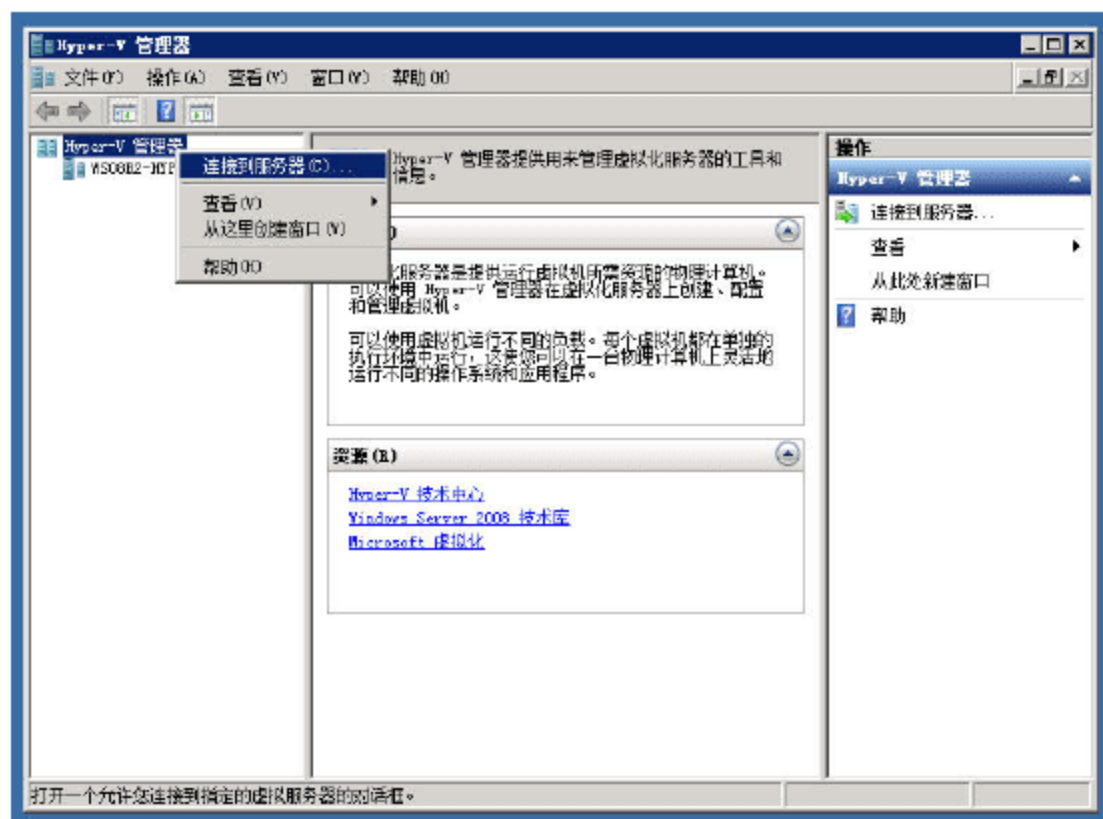 Hyper-V 管理器
文件(F) 操作(A) 查看(V) 窗口(W) 帮助(H)
Hyper-V 管理器
WS08R2-HYP
连接到服务器(C)...
查看(V)
从这里创建窗口(W)
帮助(H)
Hyper-V 管理器提供用来管理虚拟化服务器的工具和
信息。
化服务器是提供运行虚拟机所需资源的物理计算机。
可以使用 Hyper-V 管理器在虚拟化服务器上创建、配置
和管理虚拟机。
可以使用虚拟机运行不同的负载。每个虚拟机都在单独的
执行环境中运行，这使您可以在一台物理计算机上灵活地
运行不同的操作系统和应用程序。
资源(R)
Hyper-V 技术中心
Windows Server 2008 技术库
Microsoft 虚拟化
操作
Hyper-V 管理器
连接到服务器...
查看
从此处新建窗口
帮助
打开一个允许您连接到指定的虚拟服务器的对话框。